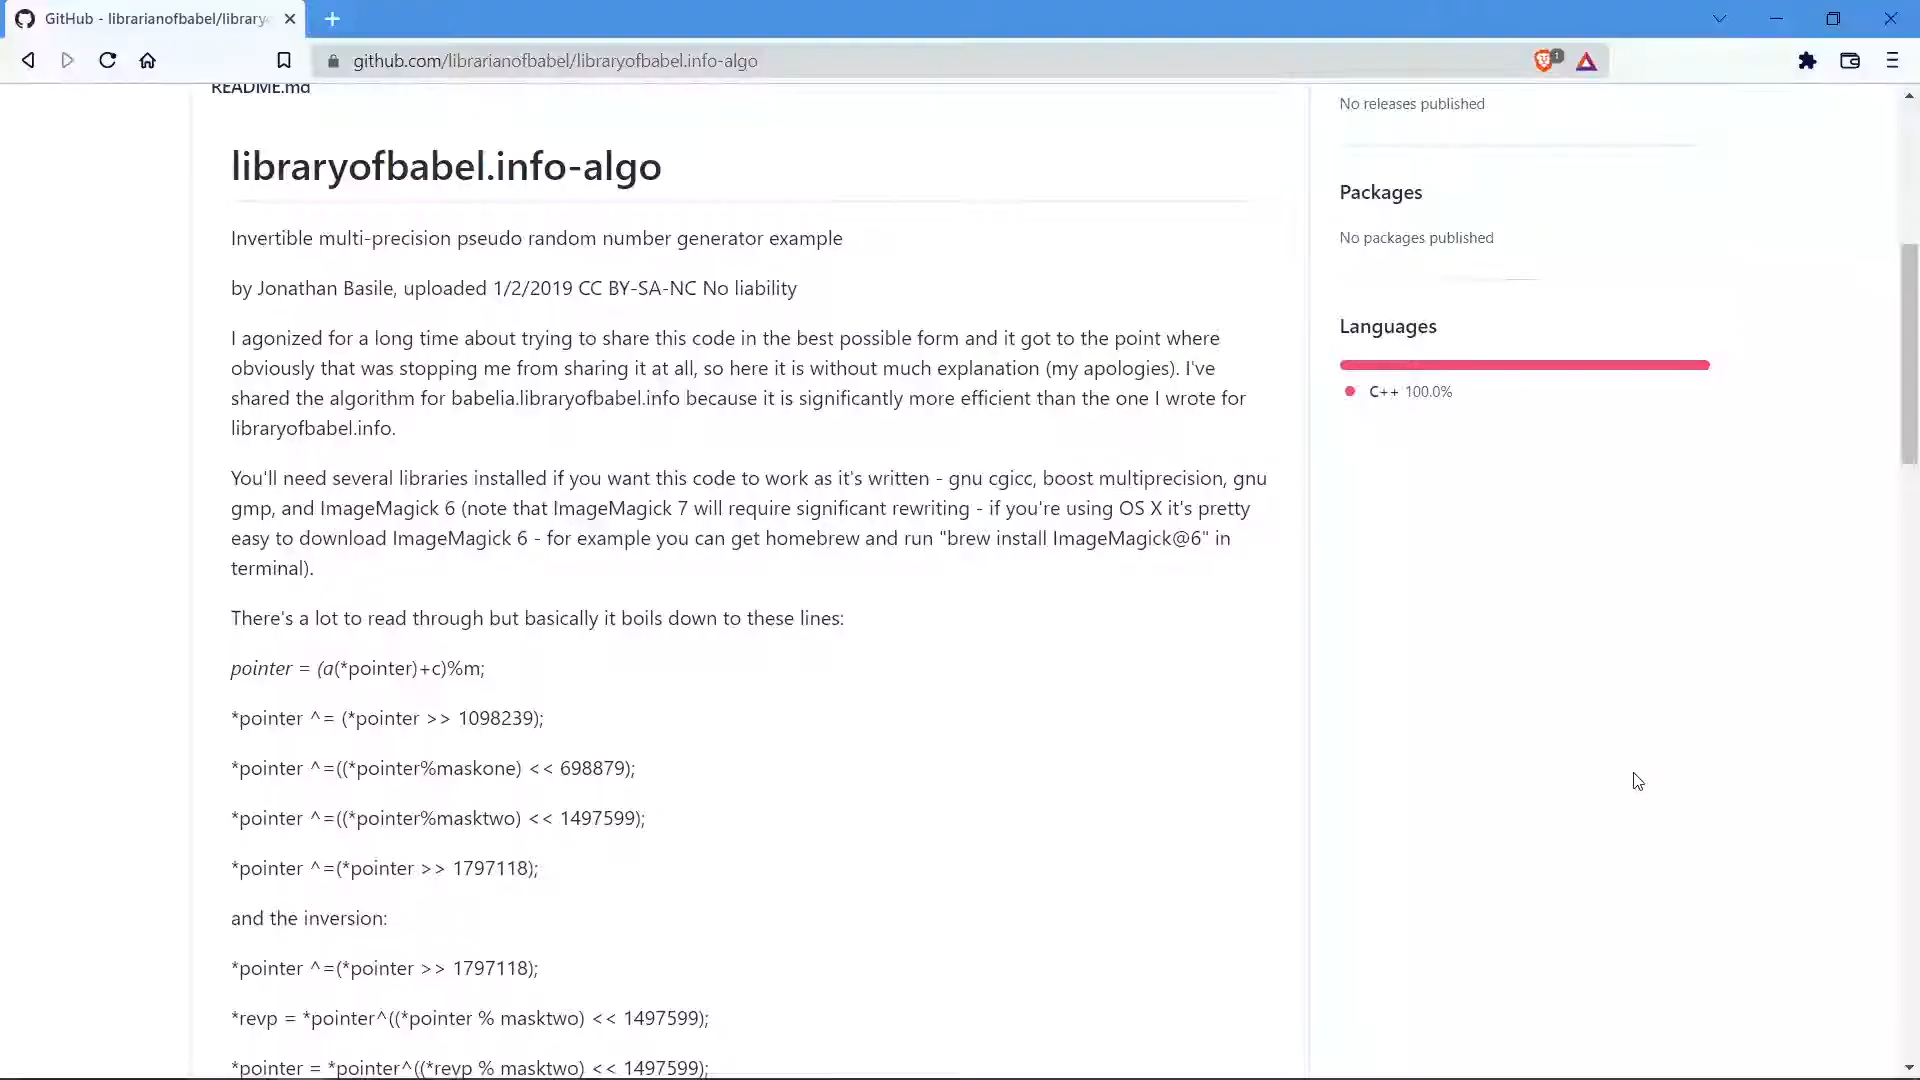 GitHub - librarianofbabel/library
github.com/librarianofbabel/libraryofbabel.info-algo
1
README.md
libraryofbabel.info-algo
Invertible multi-precision pseudo random number generator example
by Jonathan Basile, uploaded 1/2/2019 CC BY-SA-NC No liability
I agonized for a long time about trying to share this code in the best possible form and it got to the point where
obviously that was stopping me from sharing it at all, so here it is without much explanation (my apologies). I've
shared the algorithm for babelia.libraryofbabel.info because it is significantly more efficient than the one I wrote for
libraryofbabel.info.
You'll need several libraries installed if you want this code to work as it's written - gnu cgicc, boost multiprecision, gnu
gmp, and ImageMagick 6 (note that ImageMagick 7 will require significant rewriting - if you're using OS X it's pretty
easy to download ImageMagick 6 - for example you can get homebrew and run "brew install ImageMagick@6" in
terminal).
There's a lot to read through but basically it boils down to these lines:
pointer = (a(*pointer)+c)%m;
*pointer ^= (*pointer >> 1098239);
*pointer ^=((*pointer%maskone) << 698879);
*pointer ^=((*pointer%masktwo) << 1497599);
*pointer ^=(*pointer >> 1797118);
and the inversion:
*pointer ^=(*pointer >> 1797118);
*revp = *pointer^((*pointer % masktwo) << 1497599);
*pointer = *pointer^((*revp % masktwo) << 1497599);
No releases published
Packages
No packages published
Languages
C++ 100.0%